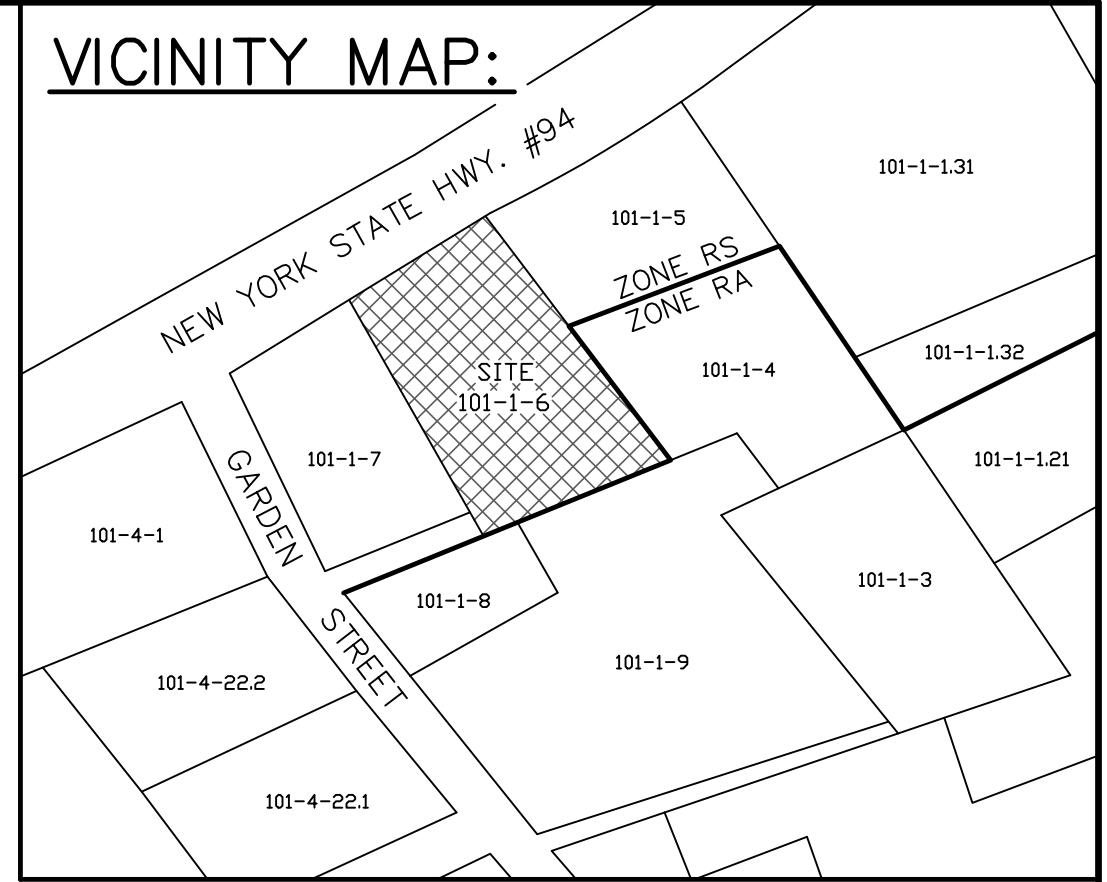 VICINITY MAP:
NEW YORK STATE HWY. #94
101-1-1.31
101-1-5
ZONE RS
ZONE RA
101-1-1.32
101-1-4
SITE
101-1-6
101-1-7
101-1-1.21
GARDEN
STREET
101-4-1
101-1-3
101-1-8
101-1-9
101-4-22.2
101-4-22.1